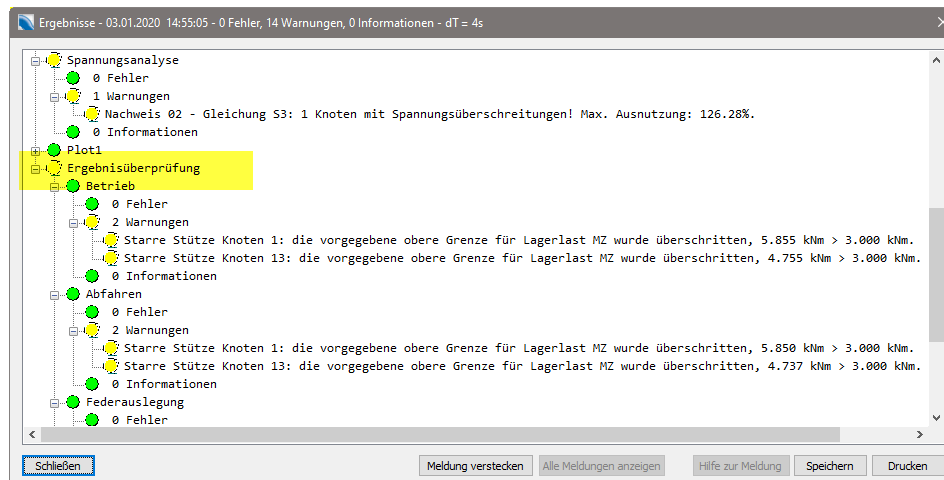 Ergebnisse - 03.01.2020 14:55:05 - 0 Fehler, 14 Warnungen, 0 Informationen - dT = 4s
Spannungsanalyse
0 Fehler
1 Warnungen
Nachweis 02 - Gleichung S3: 1 Knoten mit Spannungsüberschreitungen! Max. Ausnutzung: 126.28%.
0 Informationen
Plot1
Ergebnisüberprüfung
Betrieb
0 Fehler
2 Warnungen
Starre Stütze Knoten 1: die vorgegebene obere Grenze für Lagerlast MZ wurde überschritten, 5.855 kNm > 3.000 kNm.
Starre Stütze Knoten 13: die vorgegebene obere Grenze für Lagerlast MZ wurde überschritten, 4.755 kNm > 3.000 kNm.
0 Informationen
Abfahren
0 Fehler
2 Warnungen
Starre Stütze Knoten 1: die vorgegebene obere Grenze für Lagerlast MZ wurde überschritten, 5.850 kNm > 3.000 kNm.
Starre Stütze Knoten 13: die vorgegebene obere Grenze für Lagerlast MZ wurde überschritten, 4.737 kNm > 3.000 kNm.
0 Informationen
Federauslegung
0 Fehler
Schließen Meldung verstecken Alle Meldungen anzeigen Hilfe zur Meldung Speichern Drucken